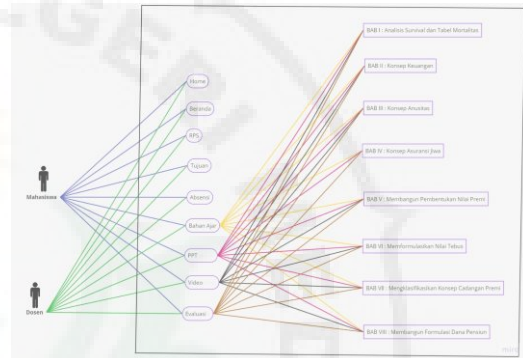 BAB I : Analisis Survival dan Tabel Mortalitas
BAB II : Konsep Keuangan
Home
Beranda
BAB III : Konsep Anuitas
RPS
BAB IV : Konsep Asuransi Jiwa
Tujuan
Mahasiswa
Absensi
BAB V : Membangun Pembentukan Nilai Premi
Bahan Ajar
BAB VI : Memformulasikan Nilai Tebus
PPT
Video
BAB VII : Mengklasifikasikan Konsep Cadangan Premi
Dosen
Evaluasi
BAB VIII : Membangun Formulasi Dana Pensiun
miro